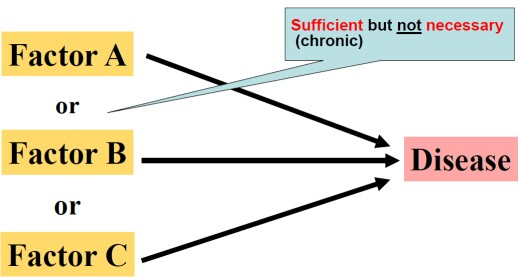 Sufficient but not necessary
(chronic)
Factor A
or
Factor B
or
Factor C
Disease